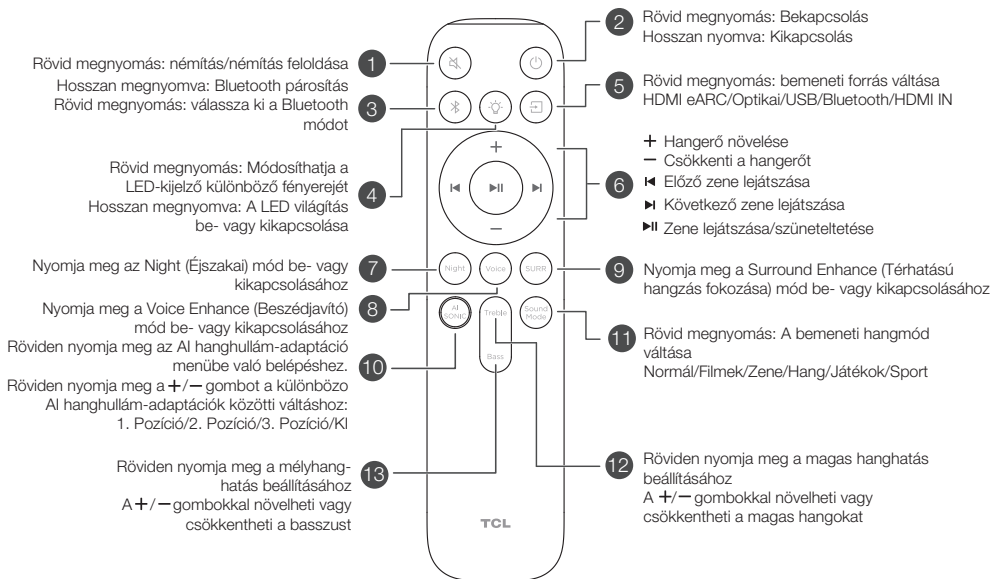 1
Rövid megnyomás: némítás/némítás feloldása
2
Rövid megnyomás: Bekapcsolás
Hosszan nyomva: Kikapcsolás
3
Hosszan megnyomva: Bluetooth párosítás
Rövid megnyomás: válassza ki a Bluetooth
módot
4
Rövid megnyomás: Módosíthatja a
LED-kijelző különböző fényerejét
Hosszan megnyomva: A LED világítás
be- vagy kikapcsolása
5
Rövid megnyomás: bemeneti forrás váltása
HDMI eARC/Optikai/USB/Bluetooth/HDMI IN
6
+ Hangerő növelése
− Csökkenti a hangerőt
Előző zene lejátszása
Következő zene lejátszása
Zene lejátszása/szüneteltetése
7
Nyomja meg az Night (Éjszakai) mód be- vagy
kikapcsolásához
8
Nyomja meg a Voice Enhance (Beszédjavító)
mód be- vagy kikapcsolásához
9
Nyomja meg a Surround Enhance (Térhatású
hangzás fokozása) mód be- vagy kikapcsolásához
10
Röviden nyomja meg az AI hanghullám-adaptáció
menübe való belépéshez.
Röviden nyomja meg a +/− gombot a különbözo
AI hanghullám-adaptációk közötti váltáshoz:
1. Pozíció/2. Pozíció/3. Pozíció/KI
11
Rövid megnyomás: A bemeneti hangmód
váltása
Normál/Filmek/Zene/Hang/Játékok/Sport
12
Röviden nyomja meg a magas hanghatás
beállításához
A +/− gombokkal növelheti vagy
csökkentheti a magas hangokat
13
Röviden nyomja meg a mélyhang-
hatás beállításához
A +/− gombokkal növelheti vagy
csökkentheti a basszust
+
−
Night
Voice
SURR
AI
SONIC
Treble
Sound
Mode
Bass
TCL